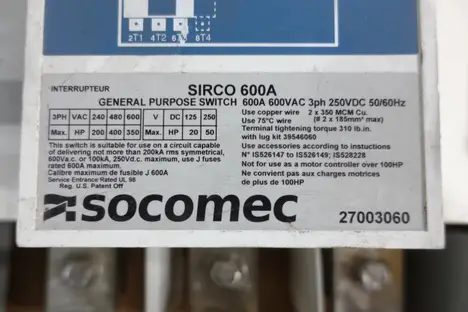 2T1 4T2 6T3 8T4
INTERRUPTEUR SIRCO 600A
GENERAL PURPOSE SWITCH 600A 600VAC 3ph 250VDC 50/60Hz
3PH VAC 240 480 600 V DC 125 250
Max. HP 200 400 350 Max. HP 20 50
Use copper wire 2 x 350 MCM Cu.
Use 75°C wire (# 2 x 185mm² max)
Terminal tightening torque 310 lb.in.
with lug kit 39546060
This switch is suitable for use on a circuit capable
of delivering not more than 200kA rms symmetrical,
600Va.c. or 100kA, 250Vd.c. maximum, use J fuses
rated 600A maximum.
Calibre maximum de fusible J 600A
Service Entrance Rated UL 98
Reg. U.S. Patent Off
Use accessories according to instructions
N° IS526147 to IS526149; IS528228
Not for use as a motor controller over 100HP
Ne convient pas aux charges motrices
de plus de 100HP
socomec
27003060